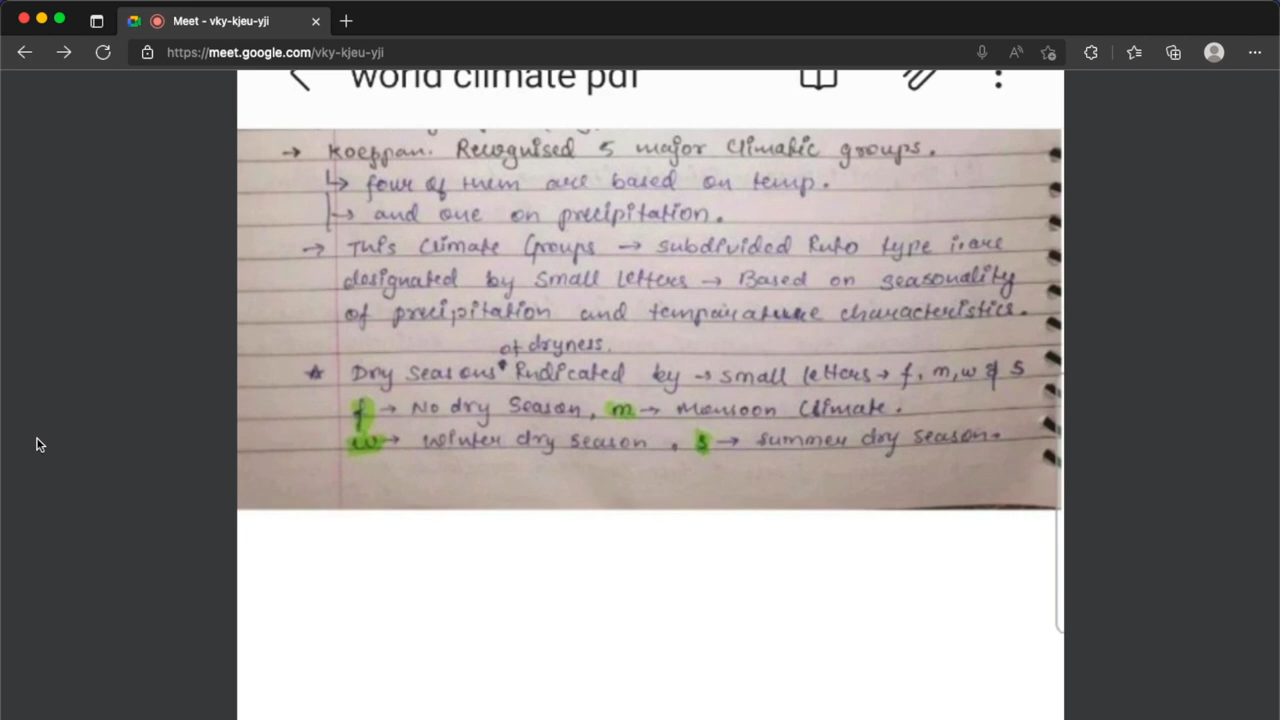 Meet - vky-kjeu-yji
https://meet.google.com/vky-kjeu-yji
world climate pdf
→ Koeppan. Recognised 5 major Climatic groups.
↳ four of them are based on temp.
↳ and one on precipitation.
→ This Climate Groups → subdivided into type i.are
designated by small letters → Based on seasonality
of precipitation and tempairature characteristics.
of dryness.
* Dry seasons indicated by → small letters → f, m, w & s
f → No dry Season, m → Monsoon Climate.
w → winter dry season, s → summer dry season.